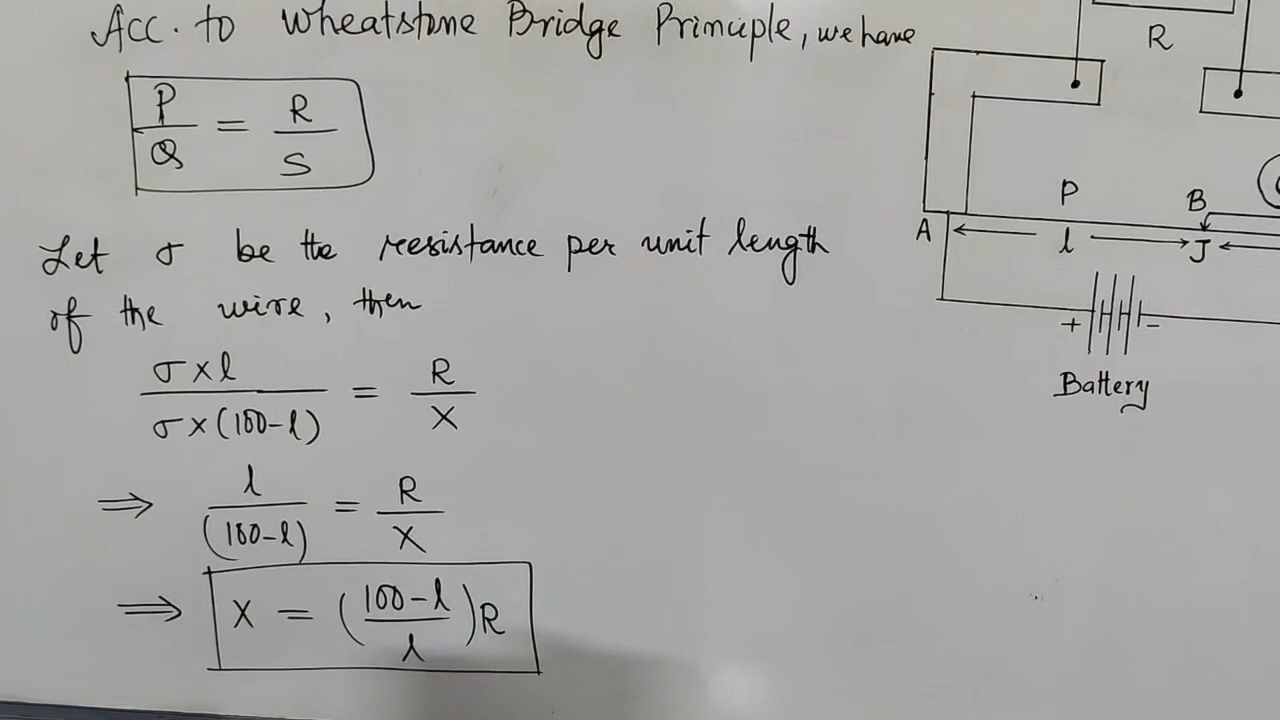 Acc. to Wheatstone Bridge Principle, we have
P/Q = R/S
Let σ be the resistance per unit length
of the wire, then
σ×l / σ×(100-l) = R/X
⇒ l/(100-l) = R/X
⇒ X = (100-l / l)R
R
P
B
A
l
J
+
-
Battery